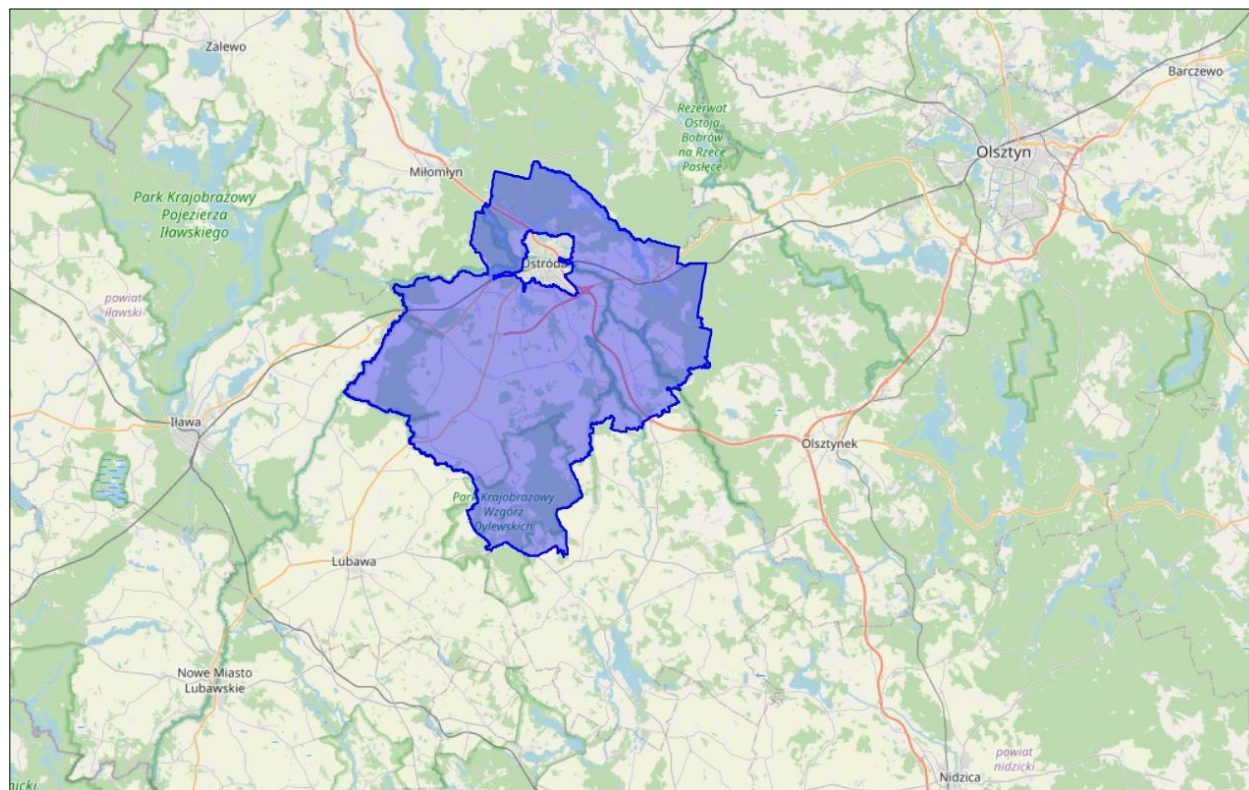 Zalewo
Barczewo
Rezerwat
Ostoja
Bobrów
na Rzece
Pasłęce
Olsztyn
Miłomłyn
Park Krajobrazowy
Pojezierza
Iławskiego
Ostróda
powiat
iławski
Iława
Olsztynek
Park Krajobrazowy
Wzgórz
Dylewskich
Lubawa
Nowe Miasto
Lubawskie
powiat
nidzicki
Nidzica
nicki